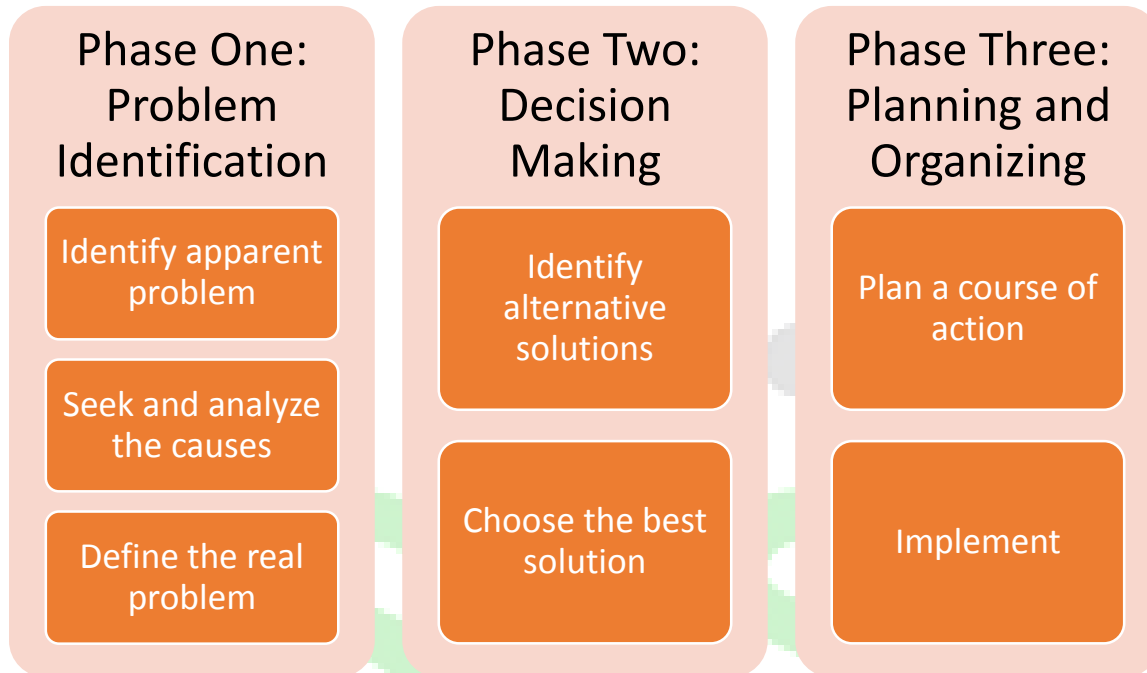 Phase One:
Problem
Identification
Identify apparent
problem
Seek and analyze
the causes
Define the real
problem
Phase Two:
Decision
Making
Identify
alternative
solutions
Choose the best
solution
Phase Three:
Planning and
Organizing
Plan a course of
action
Implement